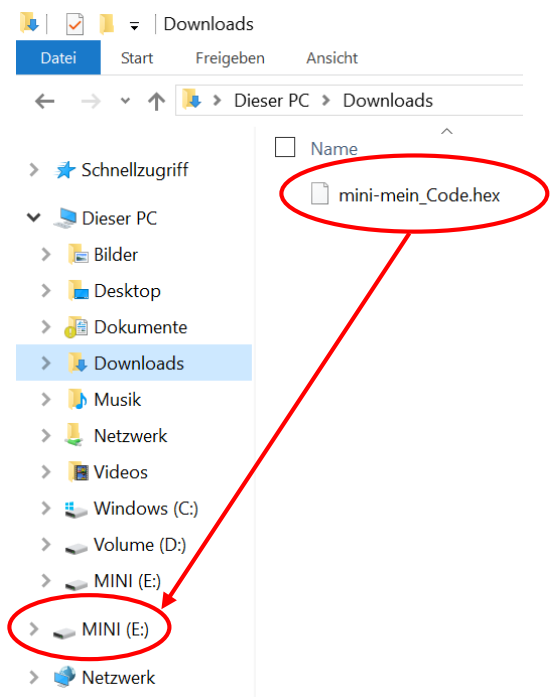 Downloads
Datei Start Freigeben Ansicht
Dieser PC > Downloads
Name
mini-mein_Code.hex
Schnellzugriff
Dieser PC
Bilder
Desktop
Dokumente
Downloads
Musik
Netzwerk
Videos
Windows (C:)
Volume (D:)
MINI (E:)
MINI (E:)
Netzwerk